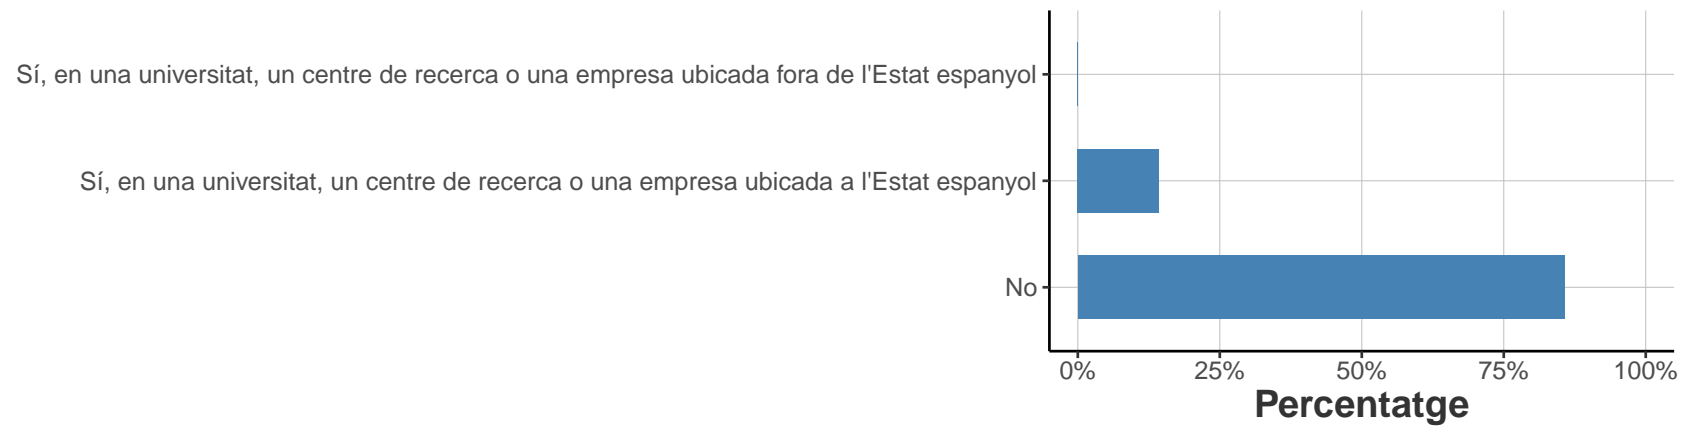 Sí, en una universitat, un centre de recerca o una empresa ubicada fora de l'Estat espanyol
Sí, en una universitat, un centre de recerca o una empresa ubicada a l'Estat espanyol
No
0% 25% 50% 75% 100%
Percentatge